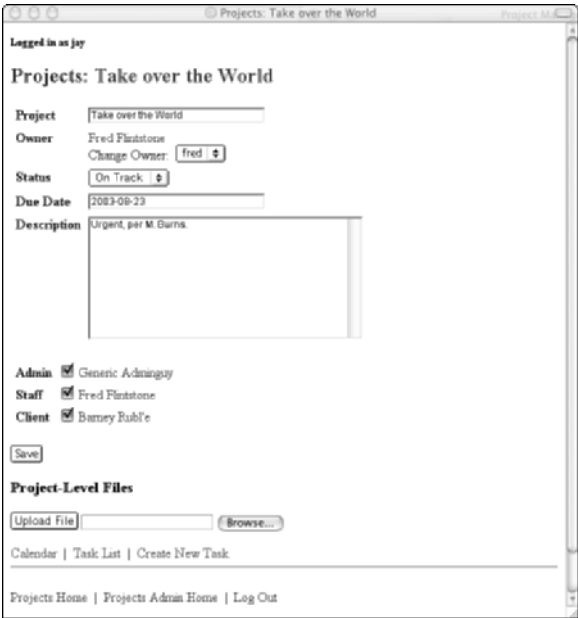 Projects: Take over the World
Logged in as jay
Projects: Take over the World
Project Take over the World
Owner Fred Flintstone
Change Owner: fred
Status On Track
Due Date 2003-08-23
Description Urgent, per M. Burns.
Admin Generic Adminguy
Staff Fred Flintstone
Client Barney Rubl'e
Save
Project-Level Files
Upload File Browse...
Calendar | Task List | Create New Task
Projects Home | Projects Admin Home | Log Out